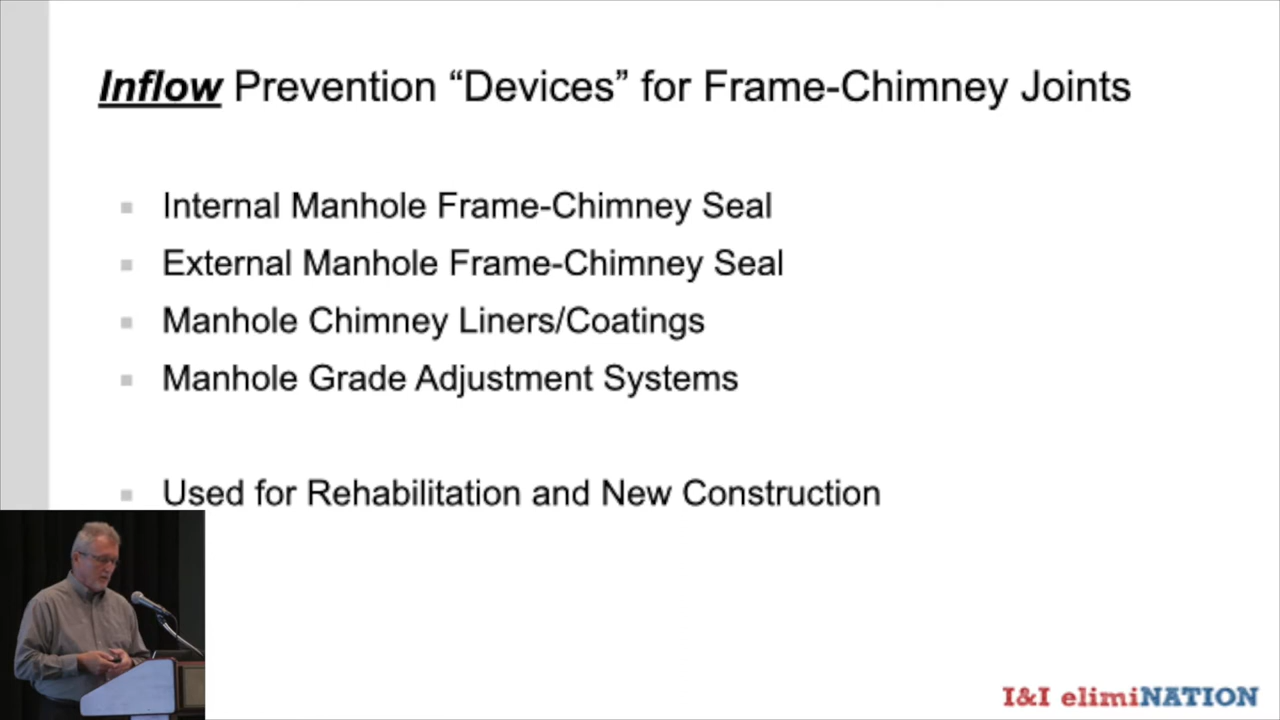 Inflow Prevention “Devices” for Frame-Chimney Joints
Internal Manhole Frame-Chimney Seal
External Manhole Frame-Chimney Seal
Manhole Chimney Liners/Coatings
Manhole Grade Adjustment Systems
Used for Rehabilitation and New Construction
I&I elimiNATION